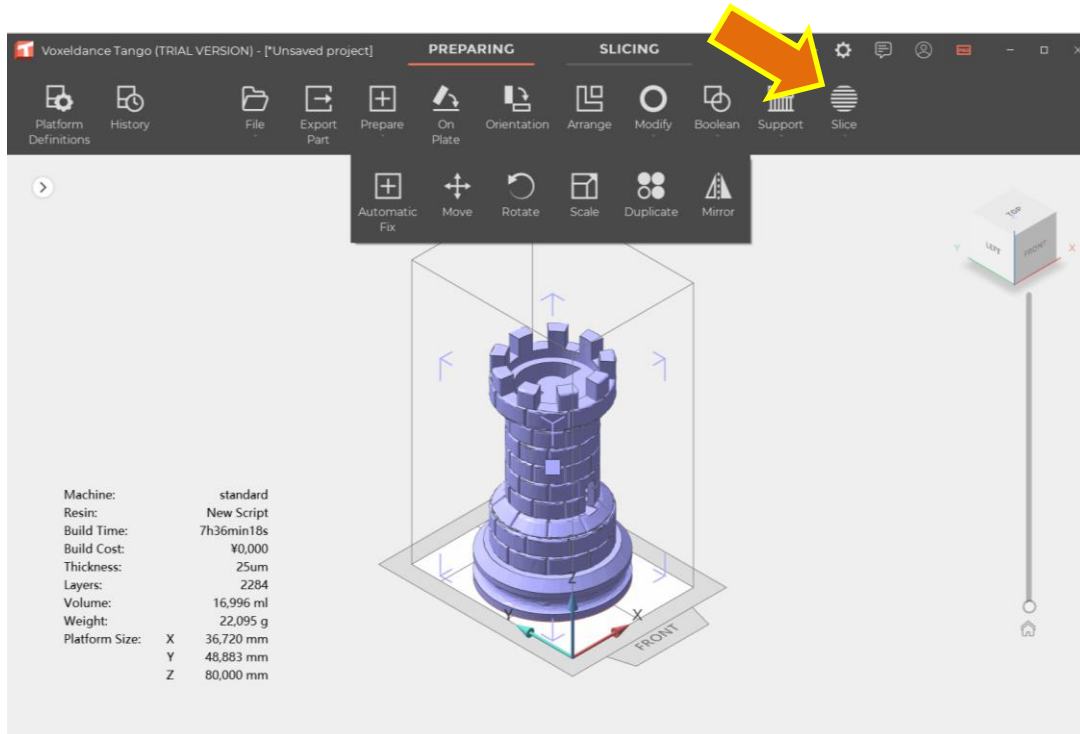 Voxeldance Tango (TRIAL VERSION) - [*Unsaved project]
PREPARING
SLICING
Platform Definitions
History
File
Export Part
Prepare
On Plate
Orientation
Arrange
Modify
Boolean
Support
Slice
Automatic Fix
Move
Rotate
Scale
Duplicate
Mirror
TOP
LEFT
FRONT
Y
X
Machine: standard
Resin: New Script
Build Time: 7h36min18s
Build Cost: ¥0,000
Thickness: 25um
Layers: 2284
Volume: 16,996 ml
Weight: 22,095 g
Platform Size: X 36,720 mm
Y 48,883 mm
Z 80,000 mm
Z
Y
X
FRONT